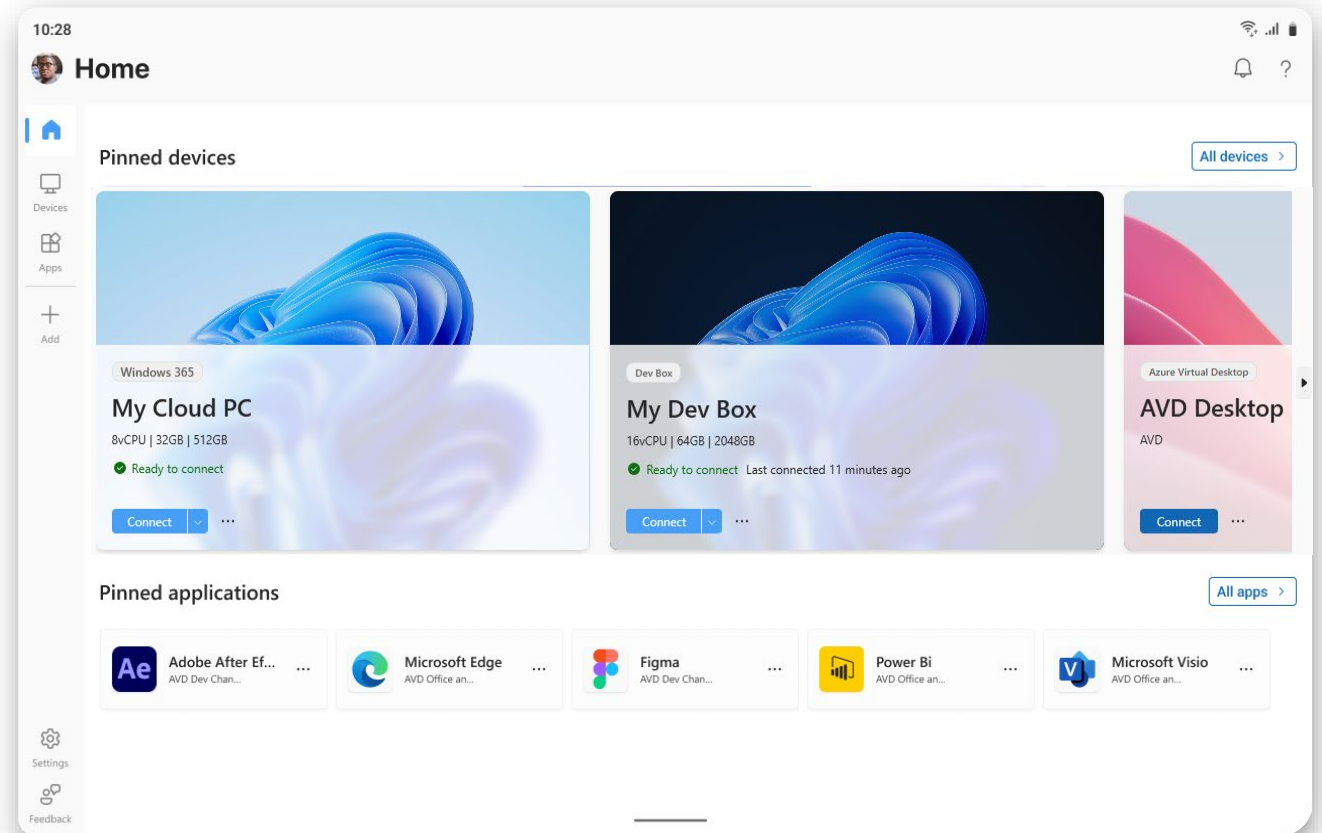 10:28
Home
Pinned devices
All devices
Devices
Apps
Add
Windows 365
My Cloud PC
8vCPU | 32GB | 512GB
Ready to connect
Connect
Dev Box
My Dev Box
16vCPU | 64GB | 2048GB
Ready to connect Last connected 11 minutes ago
Connect
Azure Virtual Desktop
AVD Desktop
AVD
Connect
Pinned applications
All apps
Ae
Adobe After Ef...
AVD Dev Chan...
Microsoft Edge
AVD Office an...
Figma
AVD Dev Chan...
Power Bi
AVD Office an...
V
Microsoft Visio
AVD Office an...
Settings
Feedback